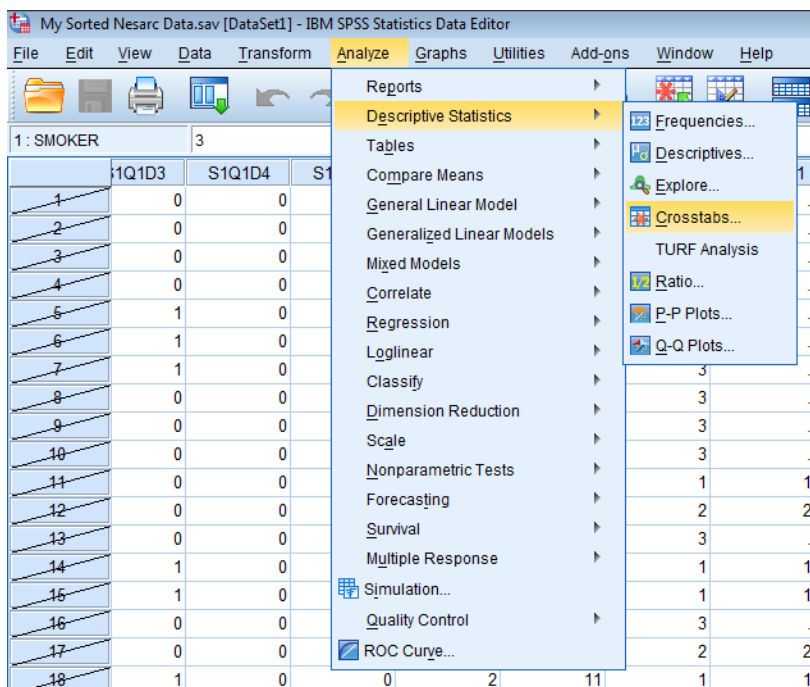 My Sorted Nesarc Data.sav [DataSet1] - IBM SPSS Statistics Data Editor
File Edit View Data Transform Analyze Graphs Utilities Add-ons Window Help
1 : SMOKER 3
S1Q1D4 S1
1 0 0
2 0 0
3 0 0
4 0 0
5 1 0
6 1 0
7 1 0 3
8 0 0 3
9 0 0 3
10 0 0 3
11 0 0 1 1
12 0 0 2 2
13 0 0 3
14 1 0 1 1
15 1 0 1 1
16 0 0 3
17 0 0 2 2
18 1 0 0 2 11 1 1
Reports
Descriptive Statistics
Tables
Compare Means
General Linear Model
Generalized Linear Models
Mixed Models
Correlate
Regression
Loglinear
Classify
Dimension Reduction
Scale
Nonparametric Tests
Forecasting
Survival
Multiple Response
Simulation...
Quality Control
ROC Curve...
123 Frequencies...
Descriptives...
Explore...
Crosstabs...
TURF Analysis
1/2 Ratio...
P-P Plots...
Q-Q Plots...